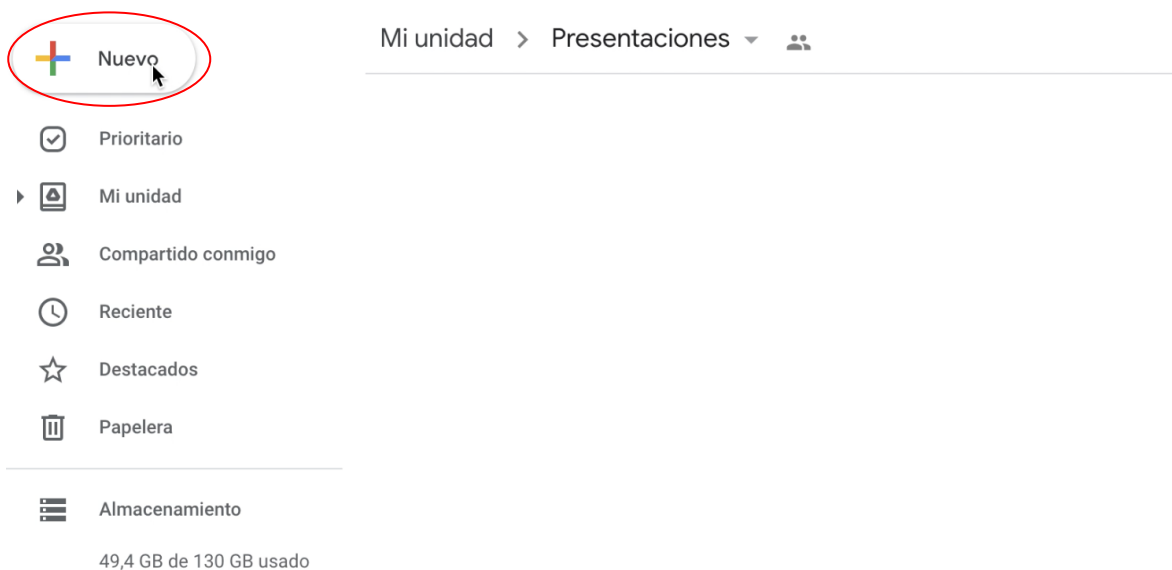 Nuevo
Mi unidad > Presentaciones
Prioritario
Mi unidad
Compartido conmigo
Reciente
Destacados
Papelera
Almacenamiento
49,4 GB de 130 GB usado